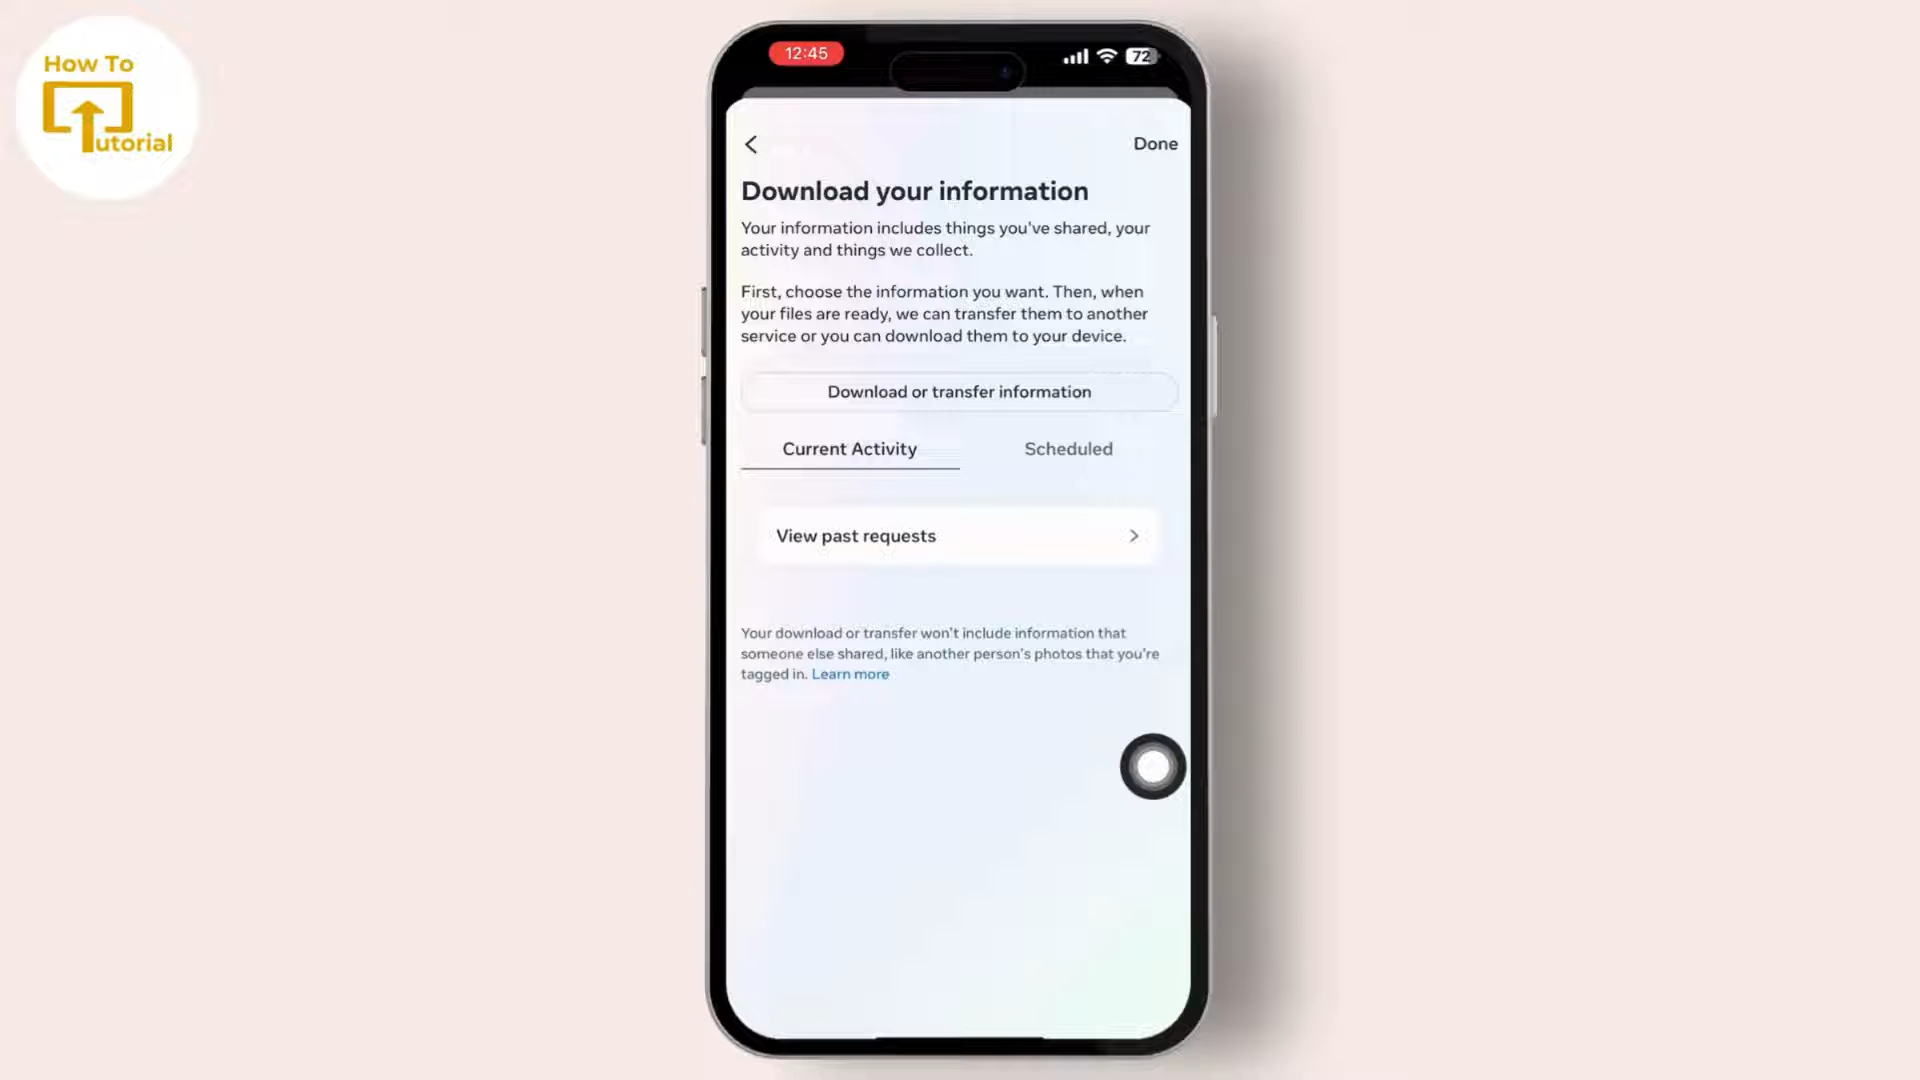 How To
utorial
12:45
72
Done
Download your information
Your information includes things you've shared, your
activity and things we collect.
First, choose the information you want. Then, when
your files are ready, we can transfer them to another
service or you can download them to your device.
Download or transfer information
Current Activity
Scheduled
View past requests
Your download or transfer won't include information that
someone else shared, like another person's photos that you're
tagged in. Learn more